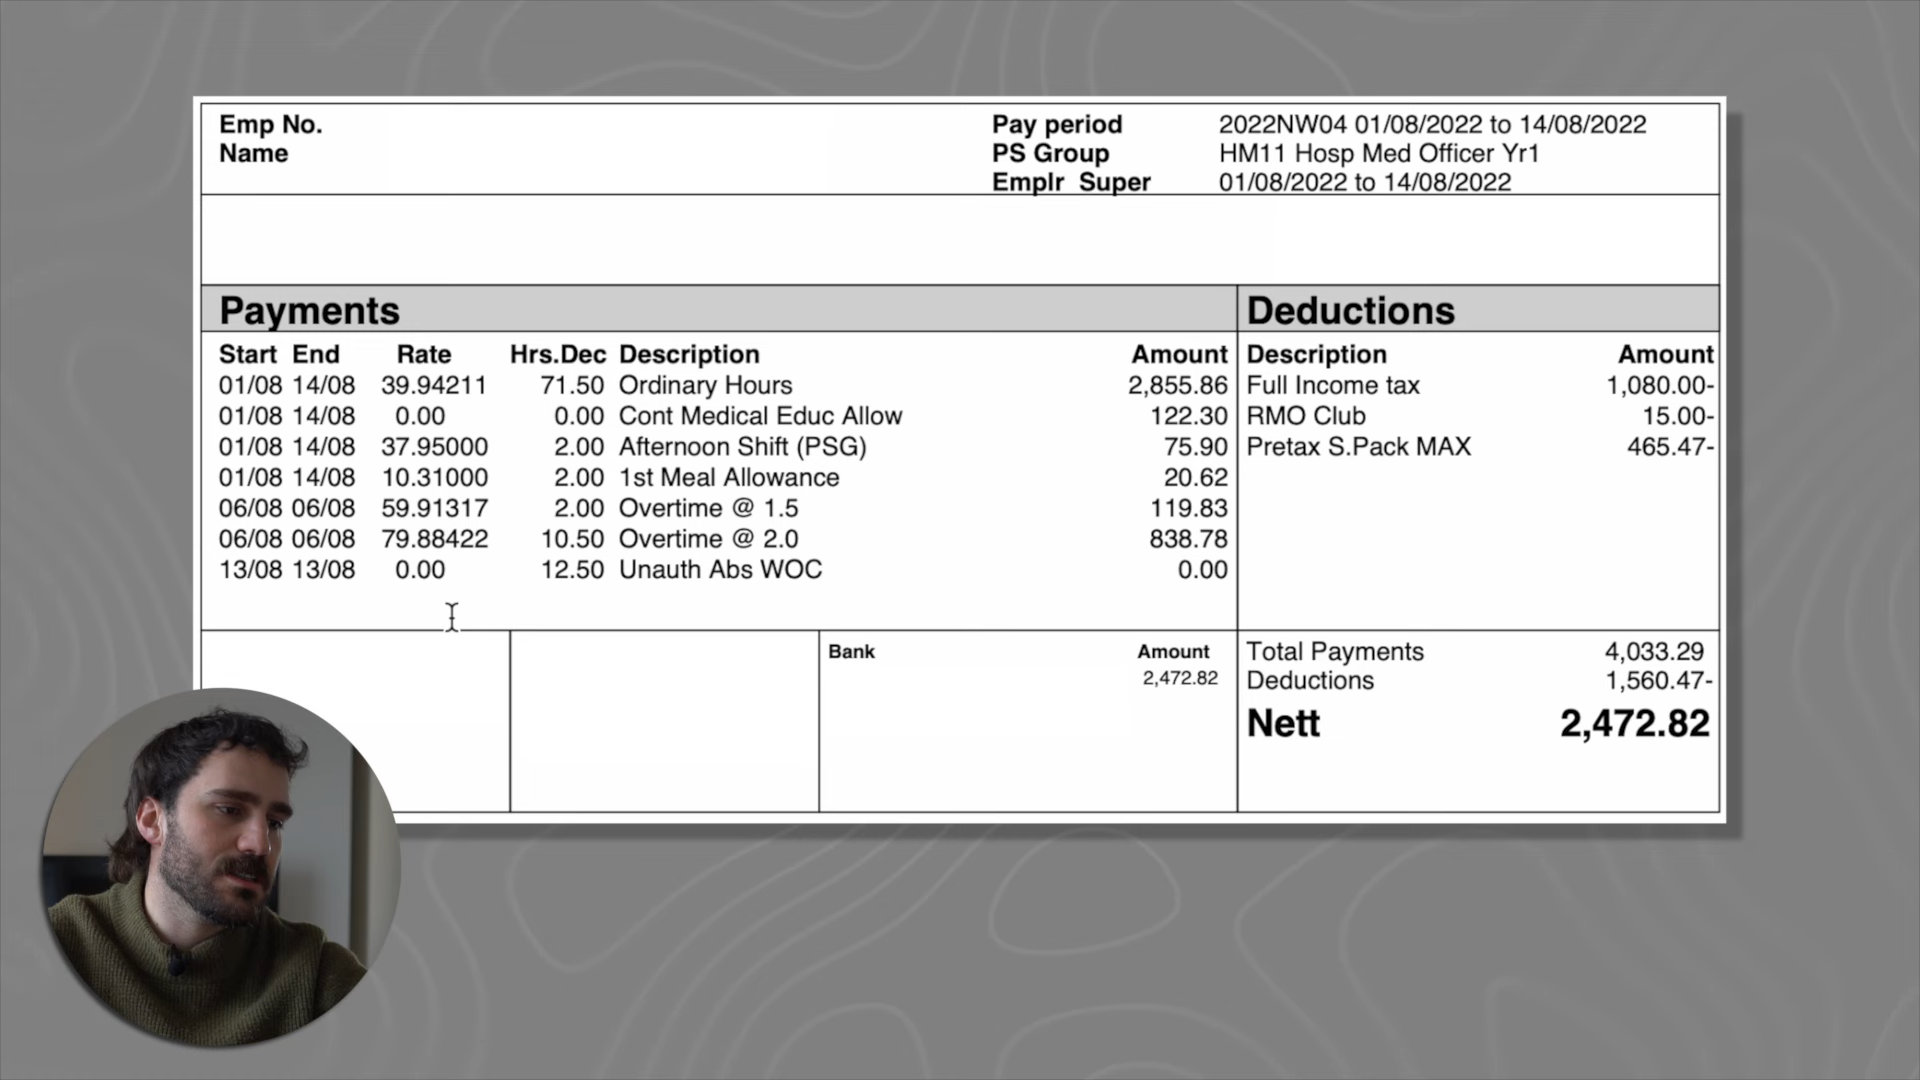 Emp No.
Name
Pay period 2022NW04 01/08/2022 to 14/08/2022
PS Group HM11 Hosp Med Officer Yr1
Emplr Super 01/08/2022 to 14/08/2022
Payments
Start End Rate Hrs.Dec Description Amount
01/08 14/08 39.94211 71.50 Ordinary Hours 2,855.86
01/08 14/08 0.00 0.00 Cont Medical Educ Allow 122.30
01/08 14/08 37.95000 2.00 Afternoon Shift (PSG) 75.90
01/08 14/08 10.31000 2.00 1st Meal Allowance 20.62
06/08 06/08 59.91317 2.00 Overtime @ 1.5 119.83
06/08 06/08 79.88422 10.50 Overtime @ 2.0 838.78
13/08 13/08 0.00 12.50 Unauth Abs WOC 0.00
Deductions
Description Amount
Full Income tax 1,080.00-
RMO Club 15.00-
Pretax S.Pack MAX 465.47-
Bank Amount
2,472.82
Total Payments 4,033.29
Deductions 1,560.47-
Nett 2,472.82